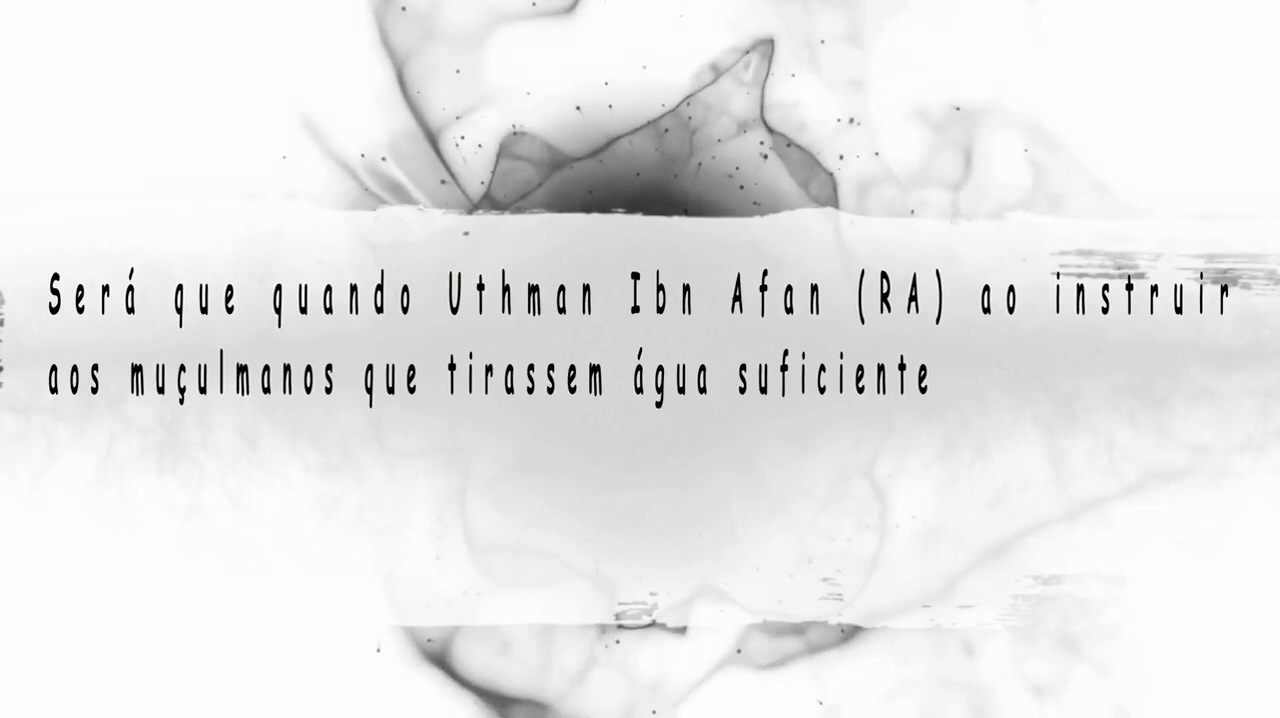 Será que quando Uthman Ibn Afan (RA) ao instruir
aos muçulmanos que tirassem água suficiente